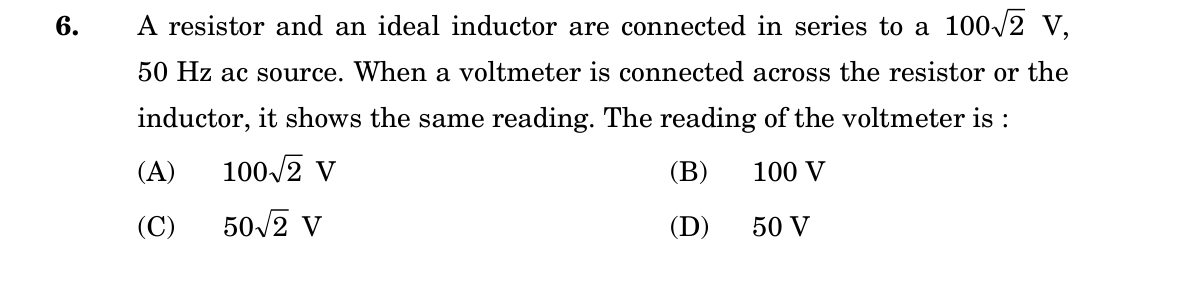 6. A resistor and an ideal inductor are connected in series to a 100√2 V,
50 Hz ac source. When a voltmeter is connected across the resistor or the
inductor, it shows the same reading. The reading of the voltmeter is :
(A) 100√2 V (B) 100 V
(C) 50√2 V (D) 50 V